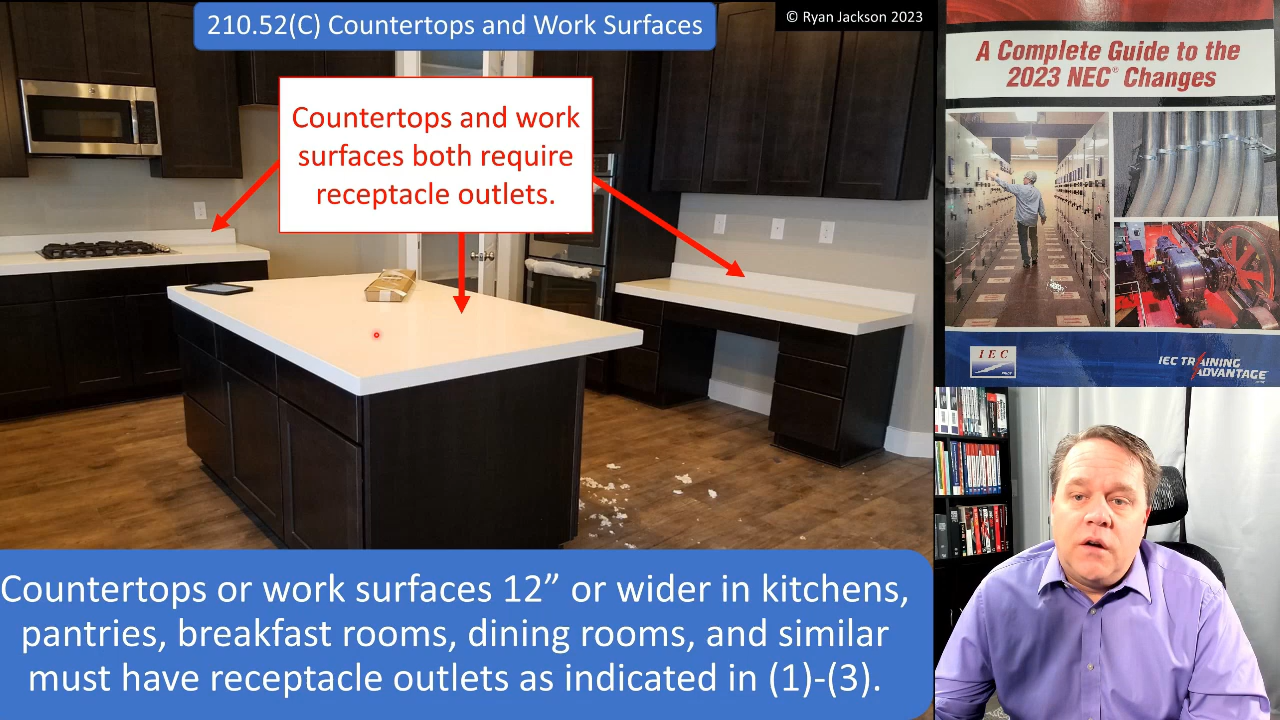 210.52(C) Countertops and Work Surfaces
© Ryan Jackson 2023
Countertops and work
surfaces both require
receptacle outlets.
Countertops or work surfaces 12” or wider in kitchens,
pantries, breakfast rooms, dining rooms, and similar
must have receptacle outlets as indicated in (1)-(3).
A Complete Guide to the
2023 NEC® Changes
IEC
IEC TRAINING
ADVANTAGE